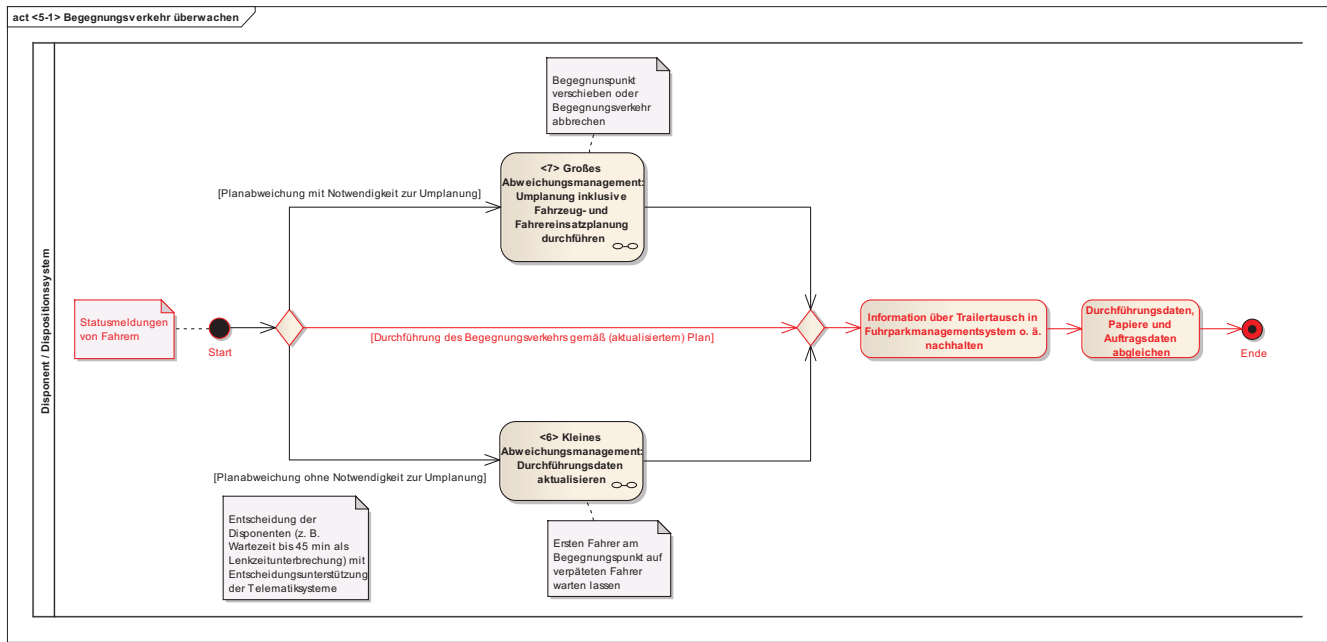 act <5-1> Begegnungsverkehr überwachen
Disponent / Dispositionssystem
Begegnunspunkt
verschieben oder
Begegnungsverkehr
abbrechen
<7> Großes
Abweichungsmanagement:
Umplanung inklusive
Fahrzeug- und
Fahrereinsatzplanung
durchführen
[Planabweichung mit Notwendigkeit zur Umplanung]
Statusmeldungen
von Fahrern
Start
[Durchführung des Begegnungsverkehrs gemäß (aktualisiertem) Plan]
Information über Trailertausch in
Fuhrparkmanagementsystem o. ä.
nachhalten
Durchführungsdaten,
Papiere und
Auftragsdaten
abgleichen
Ende
<6> Kleines
Abweichungsmanagement:
Durchführungsdaten
aktualisieren
[Planabweichung ohne Notwendigkeit zur Umplanung]
Entscheidung der
Disponenten (z. B.
Wartezeit bis 45 min als
Lenkzeitunterbrechung) mit
Entscheidungsunterstützung
der Telematiksysteme
Ersten Fahrer am
Begegnungspunkt auf
verpäteten Fahrer
warten lassen